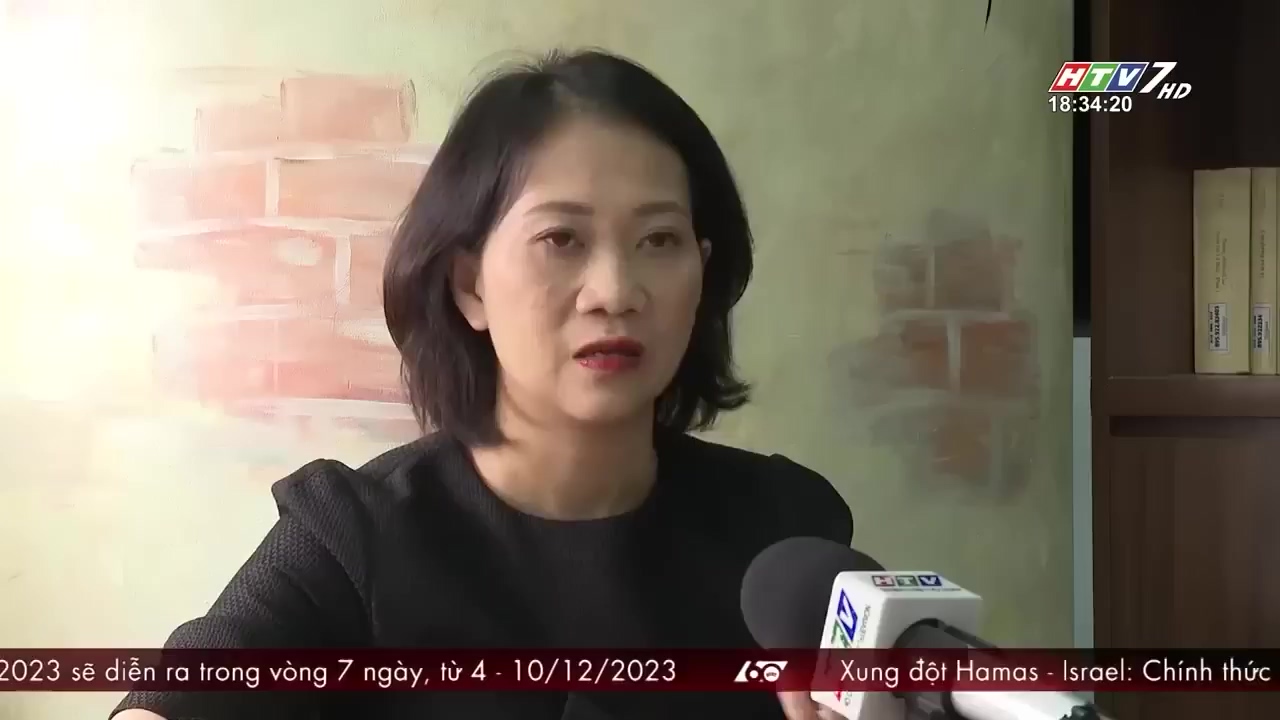 HTV7 HD
18:34:20
HTV
2023 sẽ diễn ra trong vòng 7 ngày, từ 4 - 10/12/2023
60
Xung đột Hamas - Israel: Chính thức